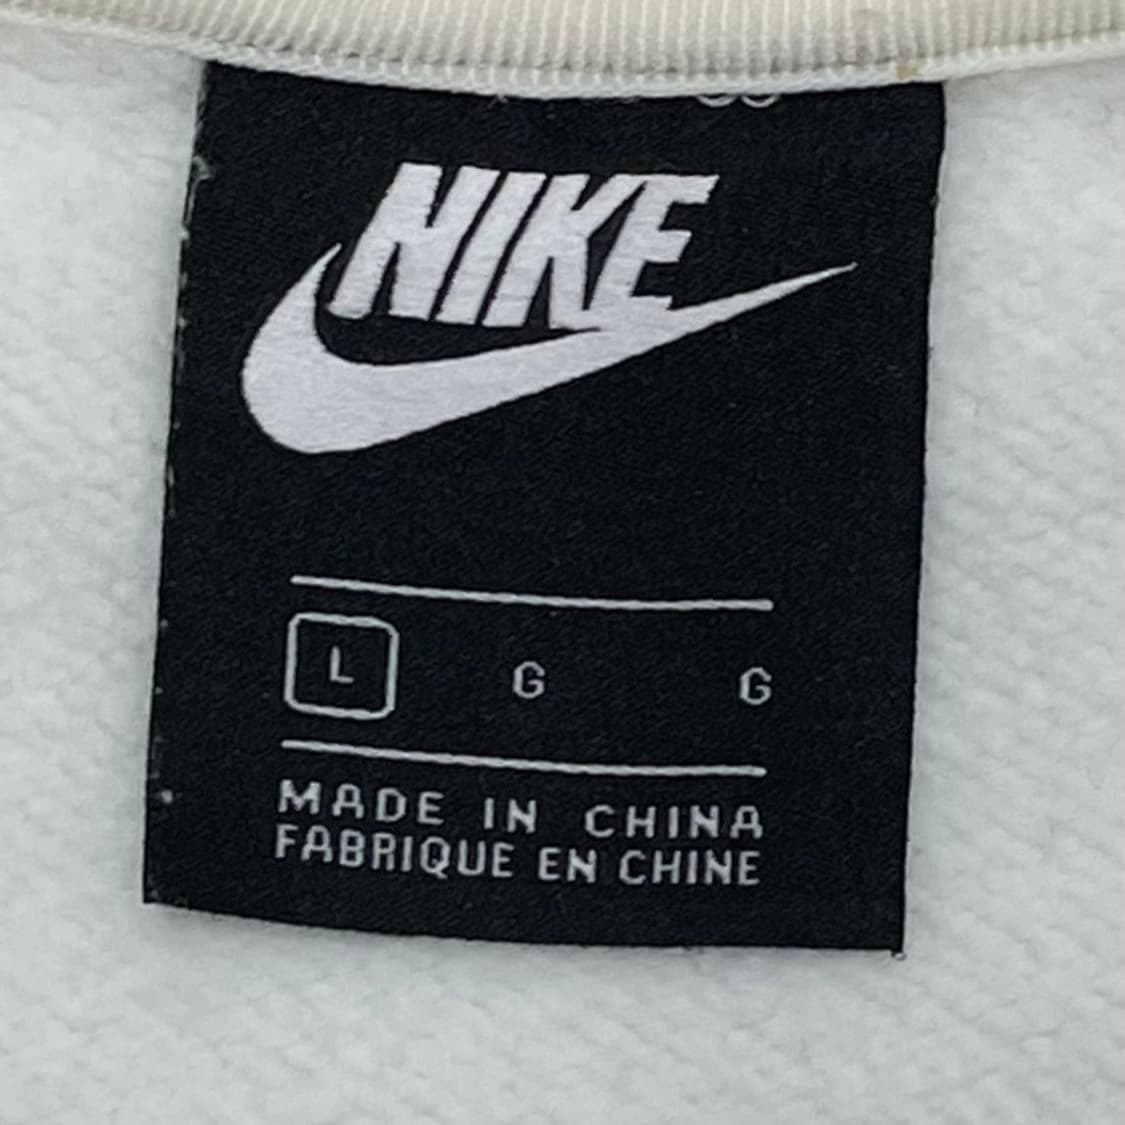 NIKE
L G G
MADE IN CHINA
FABRIQUE EN CHINE